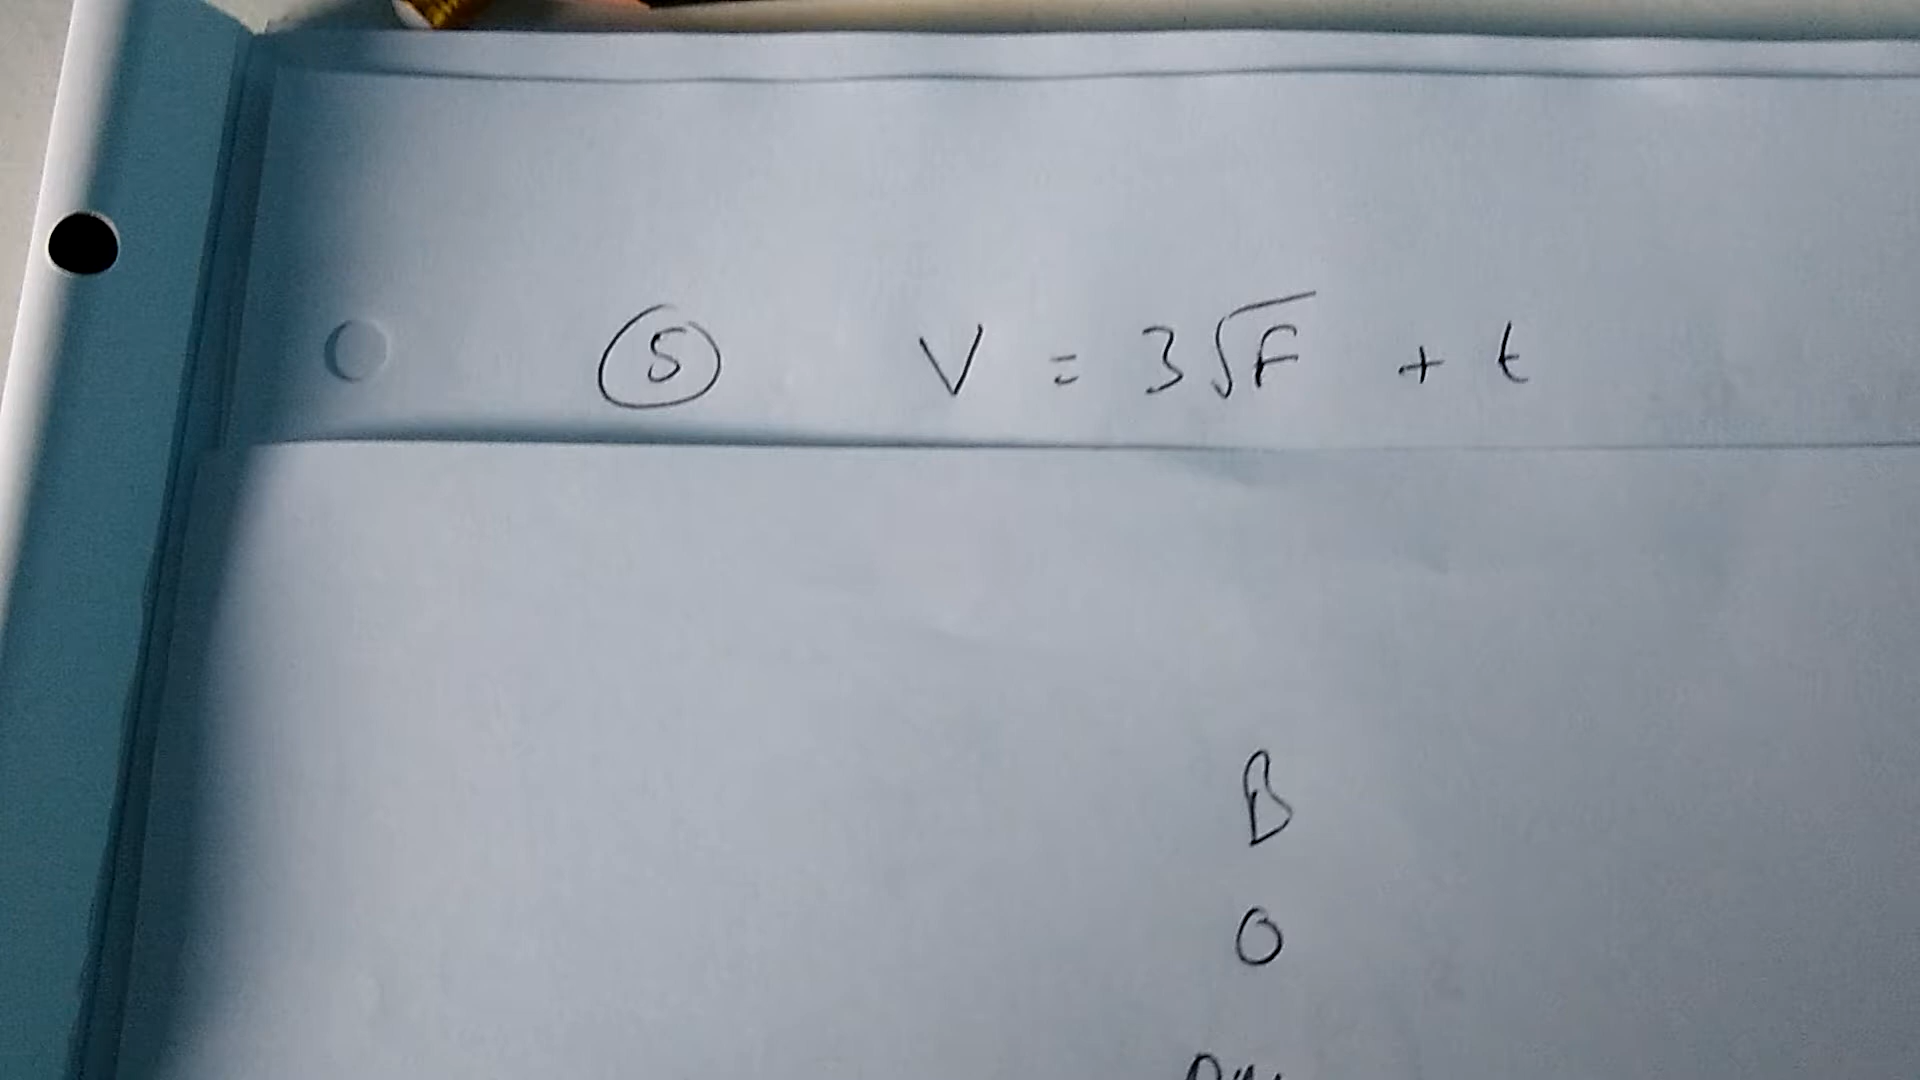 ⑤ V = 3√F + t
B
O